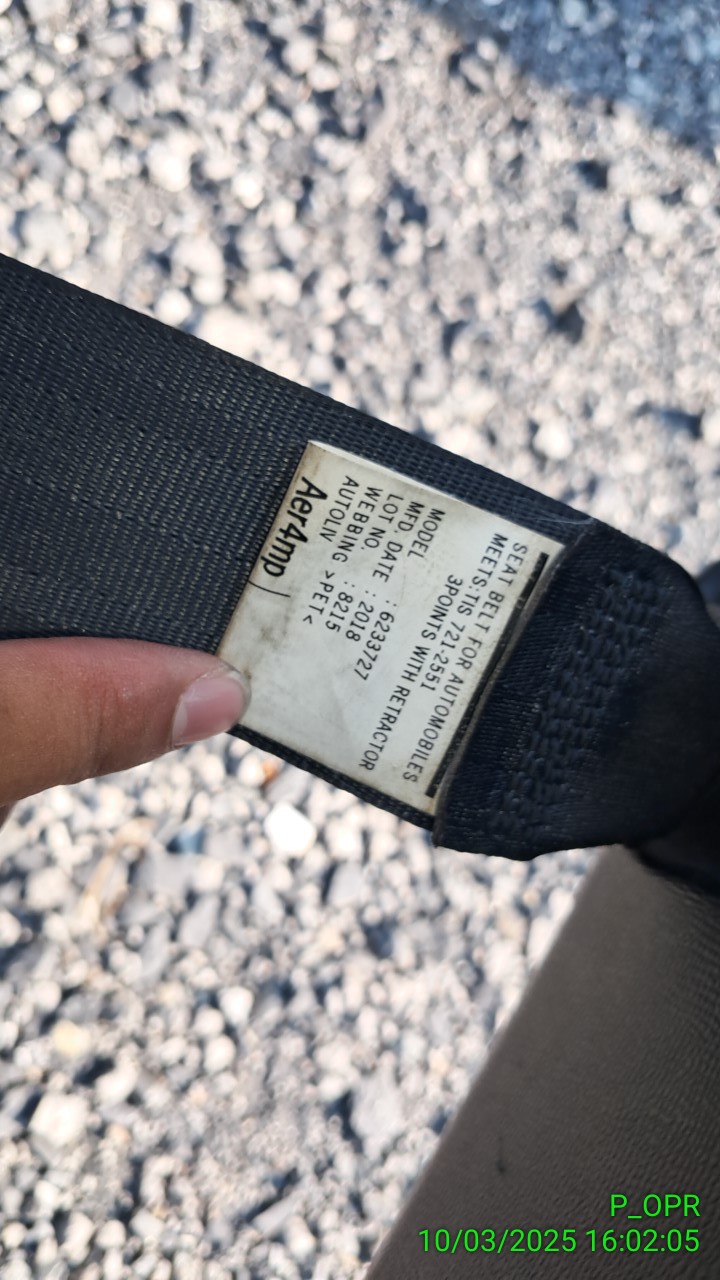 SEAT BELT FOR AUTOMOBILES
MEETS:TIS 721-2551
3POINTS WITH RETRACTOR
MODEL : 6233727
MFD. DATE : 2018
LOT NO. : 8215
WEBBING >PET<
AUTOLIV
Aer4mp
P_OPR
10/03/2025 16:02:05